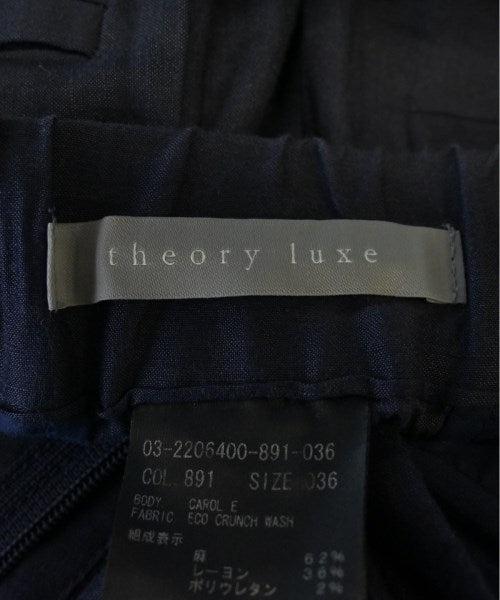 theory luxe
03-2206400-891-036
COL. 891 SIZE 036
BODY CAROL E
FABRIC ECO CRUNCH WASH
組成表示
麻 62%
レーヨン 36%
ポリウレタン 2%